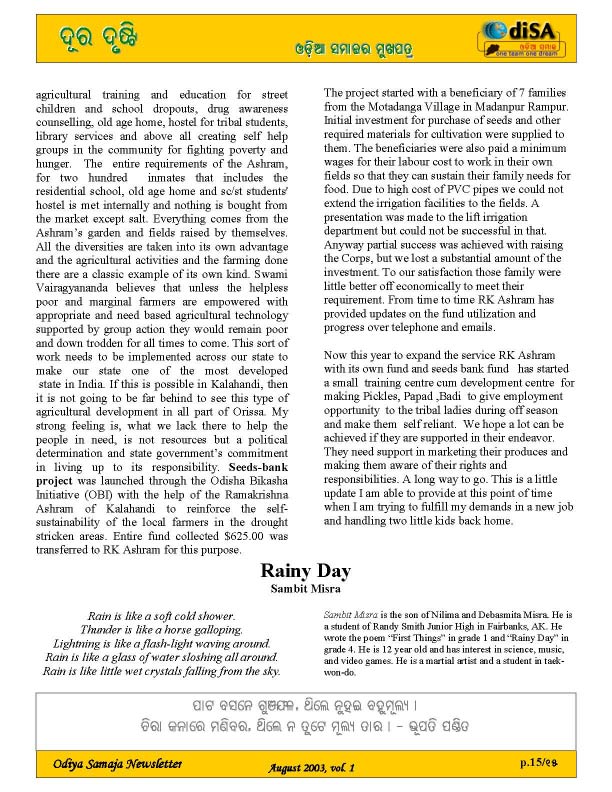 ଦୂର ଦୃଷ୍ଟି
ଓଡ଼ିଆ ସମାଜର ମୁଖପତ୍ର
OdiSA
ଓଡ଼ିଆ ସମାଜ
one team one dream
agricultural training and education for street
children and school dropouts, drug awareness
counselling, old age home, hostel for tribal students,
library services and above all creating self help
groups in the community for fighting poverty and
hunger. The entire requirements of the Ashram,
for two hundred inmates that includes the
residential school, old age home and sc/st students'
hostel is met internally and nothing is bought from
the market except salt. Everything comes from the
Ashram's garden and fields raised by themselves.
All the diversities are taken into its own advantage
and the agricultural activities and the farming done
there are a classic example of its own kind. Swami
Vairagyananda believes that unless the helpless
poor and marginal farmers are empowered with
appropriate and need based agricultural technology
supported by group action they would remain poor
and down trodden for all times to come. This sort of
work needs to be implemented across our state to
make our state one of the most developed
state in India. If this is possible in Kalahandi, then
it is not going to be far behind to see this type of
agricultural development in all part of Orissa. My
strong feeling is, what we lack there to help the
people in need, is not resources but a political
determination and state government's commitment
in living up to its responsibility. Seeds-bank
project was launched through the Odisha Bikasha
Initiative (OBI) with the help of the Ramakrishna
Ashram of Kalahandi to reinforce the self-
sustainability of the local farmers in the drought
stricken areas. Entire fund collected $625.00 was
transferred to RK Ashram for this purpose.
The project started with a beneficiary of 7 families
from the Motadanga Village in Madanpur Rampur.
Initial investment for purchase of seeds and other
required materials for cultivation were supplied to
them. The beneficiaries were also paid a minimum
wages for their labour cost to work in their own
fields so that they can sustain their family needs for
food. Due to high cost of PVC pipes we could not
extend the irrigation facilities to the fields. A
presentation was made to the lift irrigation
department but could not be successful in that.
Anyway partial success was achieved with raising
the Corps, but we lost a substantial amount of the
investment. To our satisfaction those family were
little better off economically to meet their
requirement. From time to time RK Ashram has
provided updates on the fund utilization and
progress over telephone and emails.
Now this year to expand the service RK Ashram
with its own fund and seeds bank fund has started
a small training centre cum development centre for
making Pickles, Papad ,Badi to give employment
opportunity to the tribal ladies during off season
and make them self reliant. We hope a lot can be
achieved if they are supported in their endeavor.
They need support in marketing their produces and
making them aware of their rights and
responsibilities. A long way to go. This is a little
update I am able to provide at this point of time
when I am trying to fulfill my demands in a new job
and handling two little kids back home.
Rainy Day
Sambit Misra
Rain is like a soft cold shower.
Thunder is like a horse galloping.
Lightning is like a flash-light waving around.
Rain is like a glass of water sloshing all around.
Rain is like little wet crystals falling from the sky.
Sambit Misra is the son of Nilima and Debasmita Misra. He is
a student of Randy Smith Junior High in Fairbanks, AK. He
wrote the poem "First Things" in grade 1 and "Rainy Day" in
grade 4. He is 12 year old and has interest in science, music,
and video games. He is a martial artist and a student in taek-
won-do.
ପାଟ ବସନେ ଗୁଞ୍ଜଫଳ, ଥିଲେ ନୁହଇ ବହୁମୂଲ୍ୟ ।
ଚିରା କନାରେ ମଣିବର, ଥିଲେ ନ ତୁଟେ ମୂଲ୍ୟ ତାର । - ଭୂପତି ପଣ୍ଡିତ
Odiya Samaja Newsletter
August 2003, vol. 1
p.15/୧୫